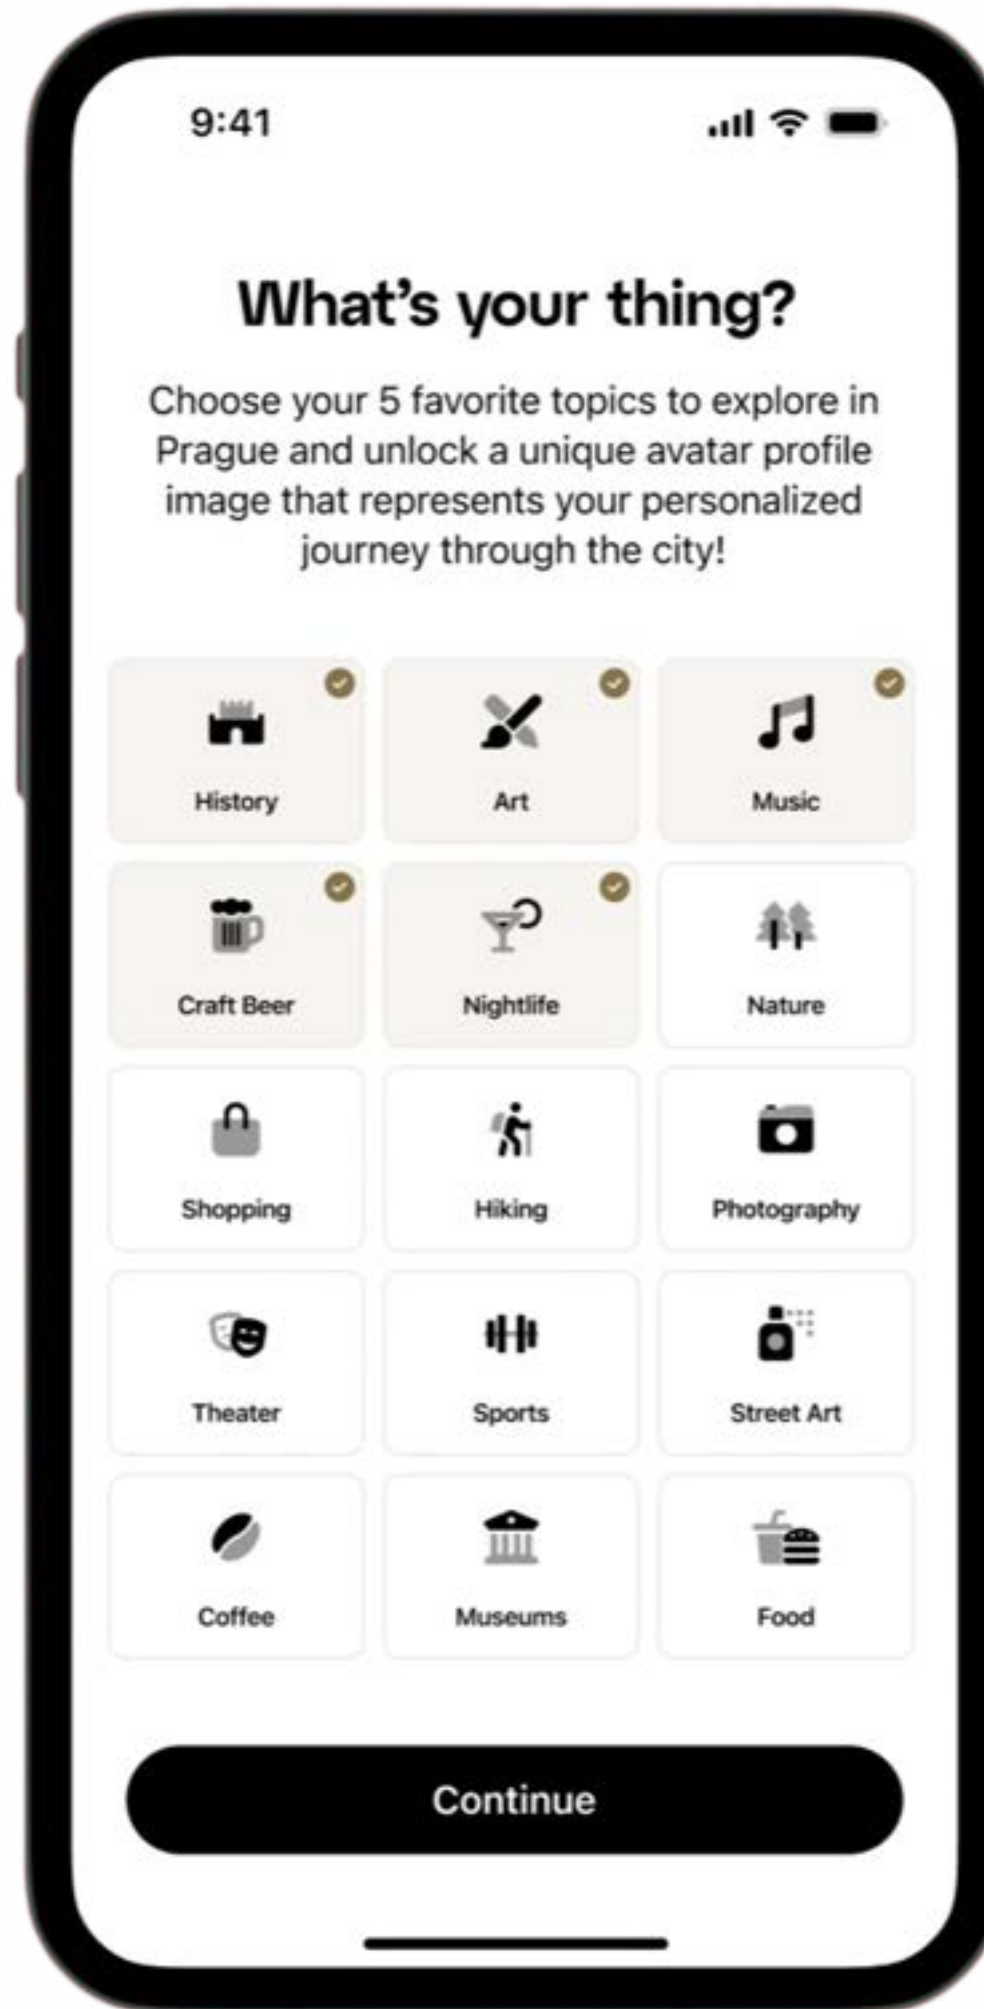 9:41
What's your thing?
Choose your 5 favorite topics to explore in
Prague and unlock a unique avatar profile
image that represents your personalized
journey through the city!
History
Art
Music
Craft Beer
Nightlife
Nature
Shopping
Hiking
Photography
Theater
Sports
Street Art
Coffee
Museums
Food
Continue